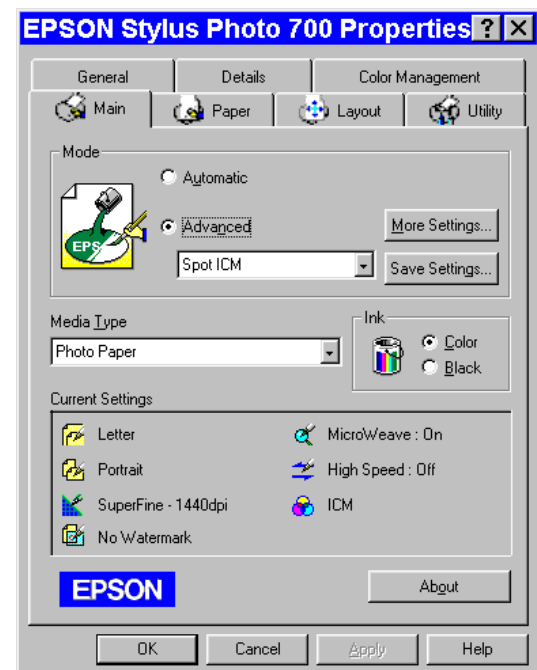 EPSON Stylus Photo 700 Properties ? ×
General Details Color Management
Main Paper Layout Utility
Mode
Automatic
Advanced
More Settings...
EPS
Spot ICM
Save Settings...
Media Type
Photo Paper
Ink
Color
Black
Current Settings
Letter
MicroWeave : On
Portrait
High Speed : Off
SuperFine - 1440dpi
ICM
No Watermark
EPSON
About
OK Cancel Apply Help